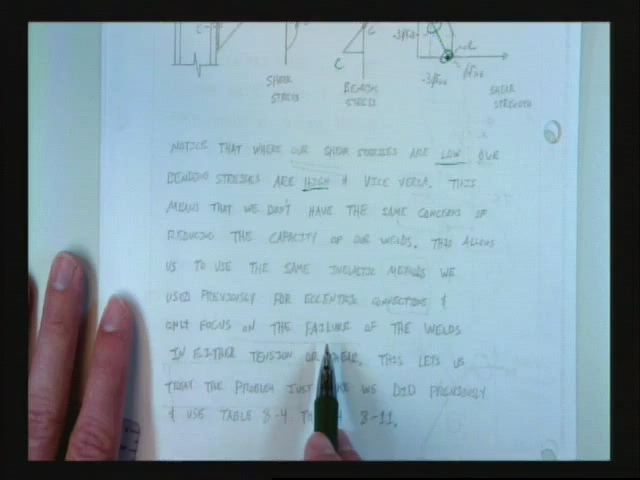 C
C
SHEAR
STRESS
BENDING
STRESS
SHEAR
STRENGTH
NOTICE THAT WHERE OUR SHEAR STRESSES ARE LOW OUR
BENDING STRESSES ARE HIGH & VICE VERSA. THIS
MEANS THAT WE DON'T HAVE THE SAME CONCERNS OF
REDUCING THE CAPACITY OF OUR WELDS. THIS ALLOWS
US TO USE THE SAME INELASTIC METHODS WE
USED PREVIOUSLY FOR ECCENTRIC CONNECTIONS &
ONLY FOCUS ON THE FAILURE OF THE WELDS
IN EITHER TENSION OR SHEAR. THIS LETS US
TREAT THE PROBLEM JUST WE DID PREVIOUSLY
& USE TABLE 8-4 8-11.